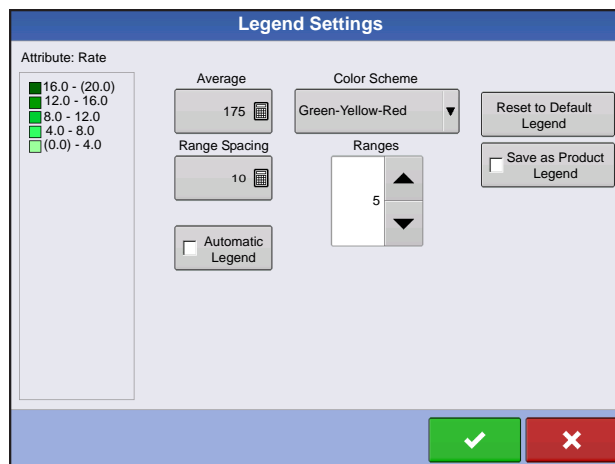 Legend Settings
Attribute: Rate
16.0 - (20.0)
12.0 - 16.0
8.0 - 12.0
4.0 - 8.0
(0.0) - 4.0
Average
175
Range Spacing
10
Automatic
Legend
Color Scheme
Green-Yellow-Red
Ranges
5
Reset to Default
Legend
Save as Product
Legend